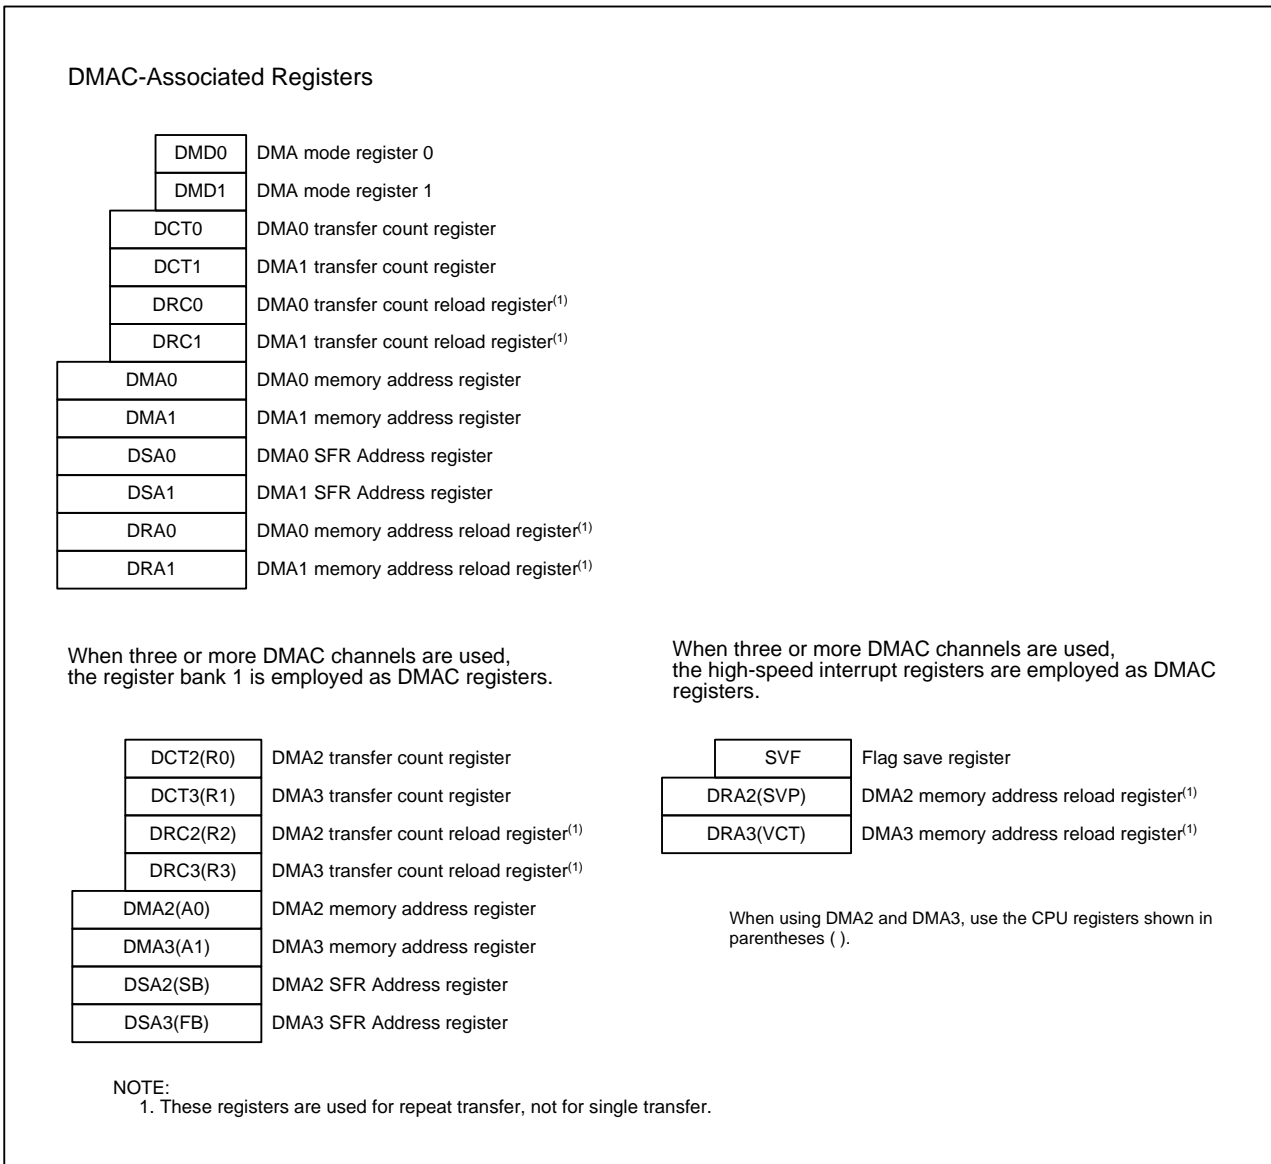 DMAC-Associated Registers
DMD0 DMA mode register 0
DMD1 DMA mode register 1
DCT0 DMA0 transfer count register
DCT1 DMA1 transfer count register
DRC0 DMA0 transfer count reload register(1)
DRC1 DMA1 transfer count reload register(1)
DMA0 DMA0 memory address register
DMA1 DMA1 memory address register
DSA0 DMA0 SFR Address register
DSA1 DMA1 SFR Address register
DRA0 DMA0 memory address reload register(1)
DRA1 DMA1 memory address reload register(1)
When three or more DMAC channels are used,
the register bank 1 is employed as DMAC registers.
DCT2(R0) DMA2 transfer count register
DCT3(R1) DMA3 transfer count register
DRC2(R2) DMA2 transfer count reload register(1)
DRC3(R3) DMA3 transfer count reload register(1)
DMA2(A0) DMA2 memory address register
DMA3(A1) DMA3 memory address register
DSA2(SB) DMA2 SFR Address register
DSA3(FB) DMA3 SFR Address register
When three or more DMAC channels are used,
the high-speed interrupt registers are employed as DMAC
registers.
SVF Flag save register
DRA2(SVP) DMA2 memory address reload register(1)
DRA3(VCT) DMA3 memory address reload register(1)
When using DMA2 and DMA3, use the CPU registers shown in
parentheses ( ).
NOTE:
1. These registers are used for repeat transfer, not for single transfer.